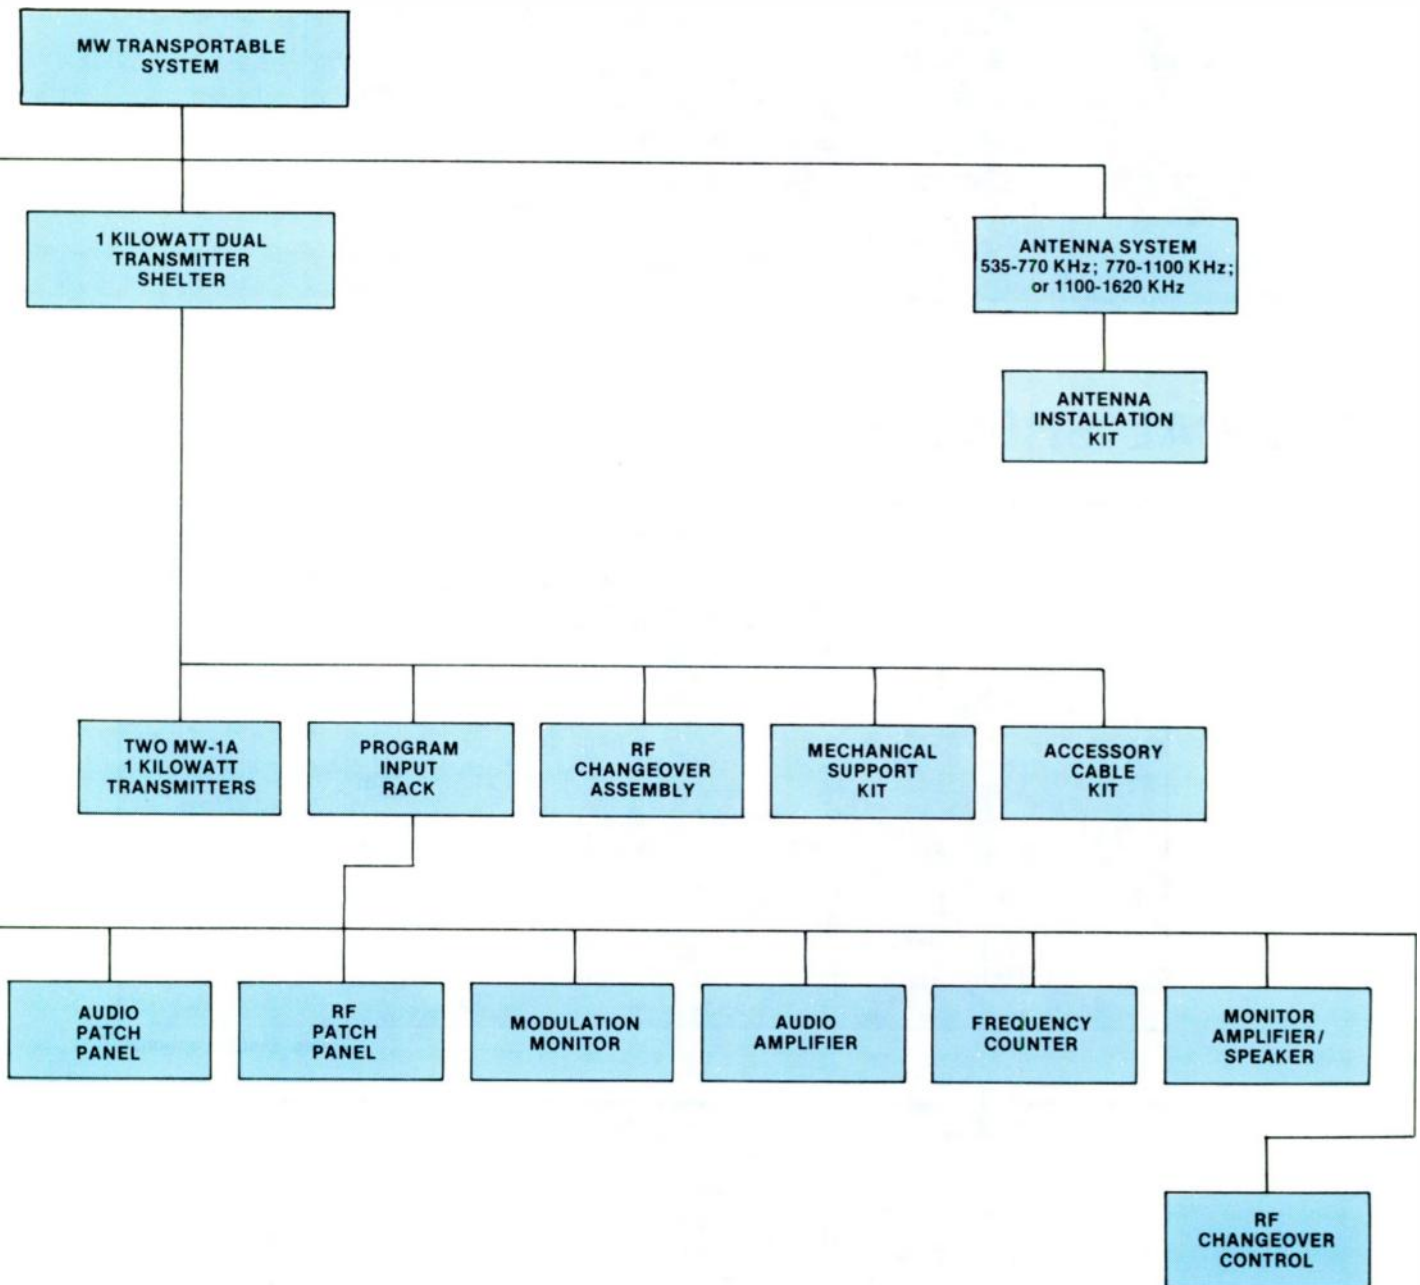 MW TRANSPORTABLE
SYSTEM
1 KILOWATT DUAL
TRANSMITTER
SHELTER
ANTENNA SYSTEM
535-770 KHz; 770-1100 KHz;
or 1100-1620 KHz
ANTENNA
INSTALLATION
KIT
TWO MW-1A
1 KILOWATT
TRANSMITTERS
PROGRAM
INPUT
RACK
RF
CHANGEOVER
ASSEMBLY
MECHANICAL
SUPPORT
KIT
ACCESSORY
CABLE
KIT
AUDIO
PATCH
PANEL
RF
PATCH
PANEL
MODULATION
MONITOR
AUDIO
AMPLIFIER
FREQUENCY
COUNTER
MONITOR
AMPLIFIER/
SPEAKER
RF
CHANGEOVER
CONTROL